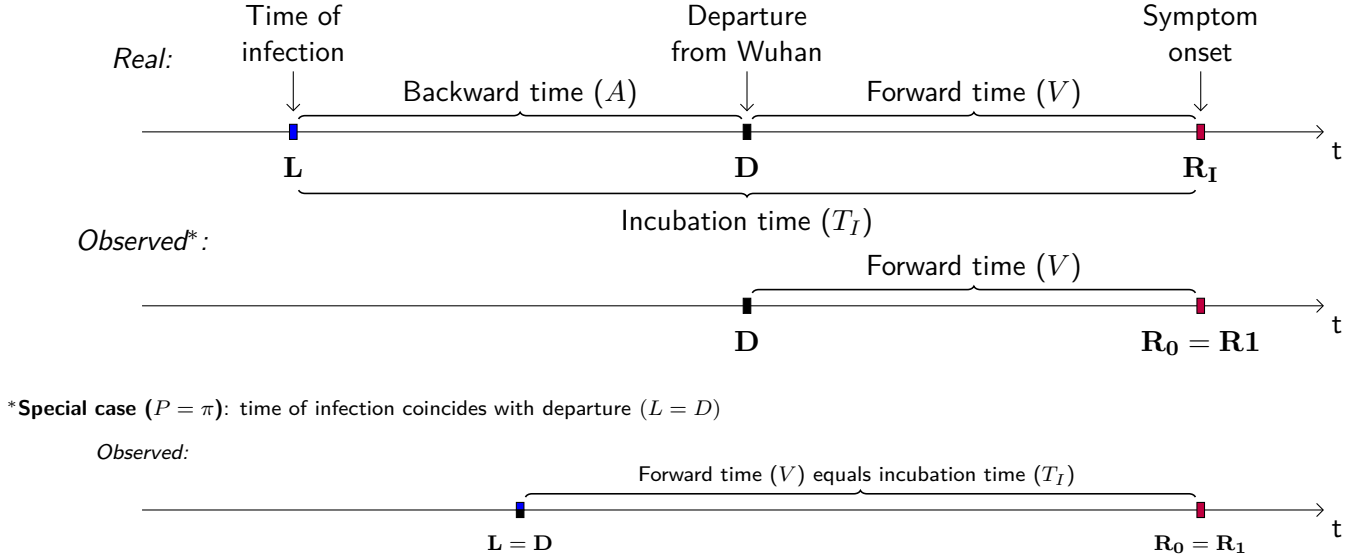 Time of infection
Departure from Wuhan
Symptom onset
Real:
Backward time (A)
Forward time (V)
t
L
D
R_I
Incubation time (T_I)
Observed*:
Forward time (V)
t
D
R_0 = R1
*Special case (P = π): time of infection coincides with departure (L = D)
Observed:
Forward time (V) equals incubation time (T_I)
t
L = D
R_0 = R_1